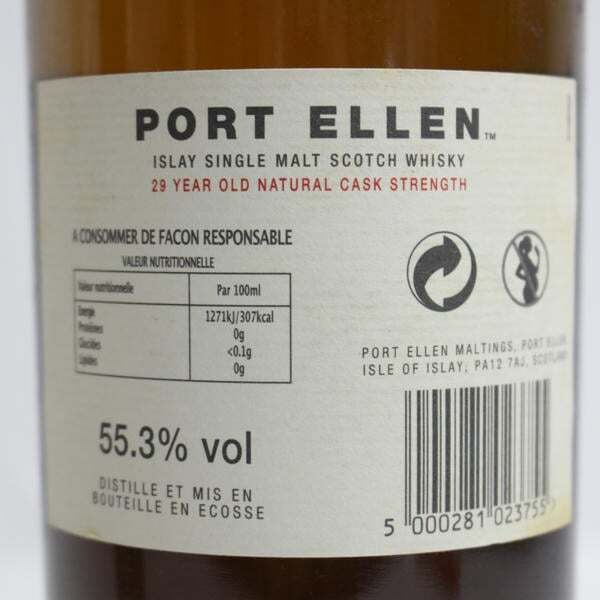 PORT ELLEN™
ISLAY SINGLE MALT SCOTCH WHISKY
29 YEAR OLD NATURAL CASK STRENGTH
A CONSOMMER DE FACON RESPONSABLE
VALEUR NUTRITIONNELLE
Valeur nutritionnelle Par 100ml
Energie 1271kJ/307kcal
Protéines 0g
Glucides <0.1g
Lipides 0g
55.3% vol
DISTILLE ET MIS EN
BOUTEILLE EN ECOSSE
PORT ELLEN MALTINGS, PORT ELLEN,
ISLE OF ISLAY, PA12 7AJ, SCOTLAND
5 000281 023755 >